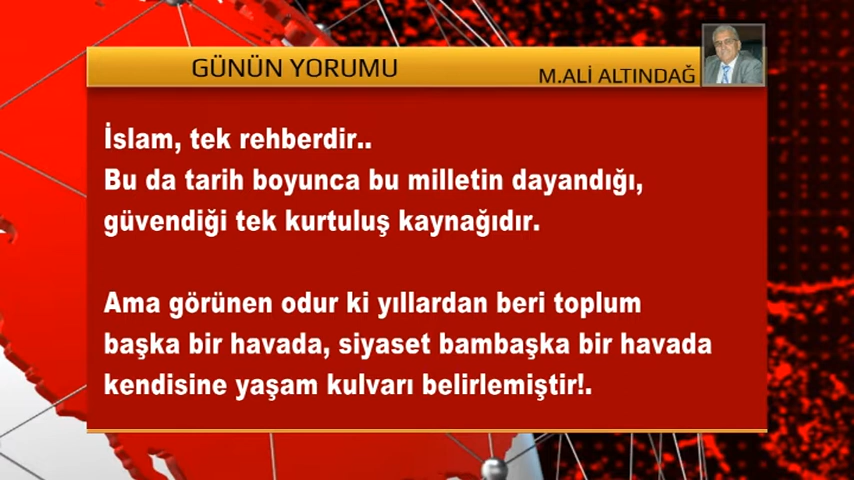 GÜNÜN YORUMU
M.ALİ ALTINDAĞ
İslam, tek rehberdir..
Bu da tarih boyunca bu milletin dayandığı,
güvendiği tek kurtuluş kaynağıdır.
Ama görünen odur ki yıllardan beri toplum
başka bir havada, siyaset bambaşka bir havada
kendisine yaşam kulvarı belirlemiştir!.